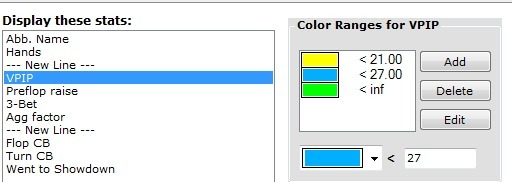 Display these stats:
Abb. Name
Hands
--- New Line ---
VPIP
Preflop raise
3-Bet
Agg factor
--- New Line ---
Flop CB
Turn CB
Went to Showdown
Color Ranges for VPIP
< 21.00
< 27.00
< inf
Add
Delete
Edit
< 27